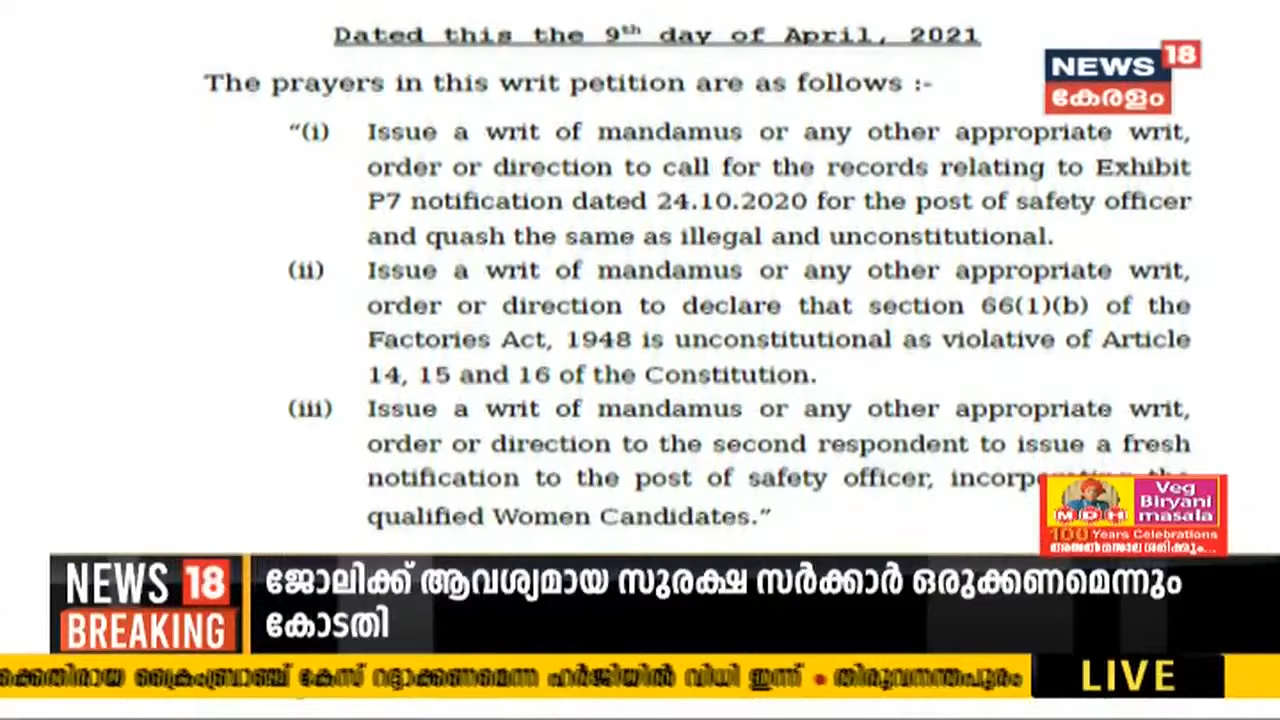 Dated this the 9th day of April, 2021
The prayers in this writ petition are as follows :-
NEWS 18
കേരളം
"(i) Issue a writ of mandamus or any other appropriate writ,
order or direction to call for the records relating to Exhibit
P7 notification dated 24.10.2020 for the post of safety officer
and quash the same as illegal and unconstitutional.
(ii) Issue a writ of mandamus or any other appropriate writ,
order or direction to declare that section 66(1)(b) of the
Factories Act, 1948 is unconstitutional as violative of Article
14, 15 and 16 of the Constitution.
(iii) Issue a writ of mandamus or any other appropriate writ,
order or direction to the second respondent to issue a fresh
notification to the post of safety officer,
qualified Women Candidates."
MDH
Veg
Biryani
masala
100 Years Celebrations
NEWS 18
BREAKING
ജോലിക്ക് ആവശ്യമായ സുരക്ഷ സർക്കാർ ഒരുക്കണമെന്നും
കോടതി
ക്കെതിരായ ക്രൈംബ്രാഞ്ച് കേസ് റദ്ദാക്കണമെന്ന ഹർജിയിൽ വിധി ഇന്ന് • തിരുവനന്തപുരം
LIVE